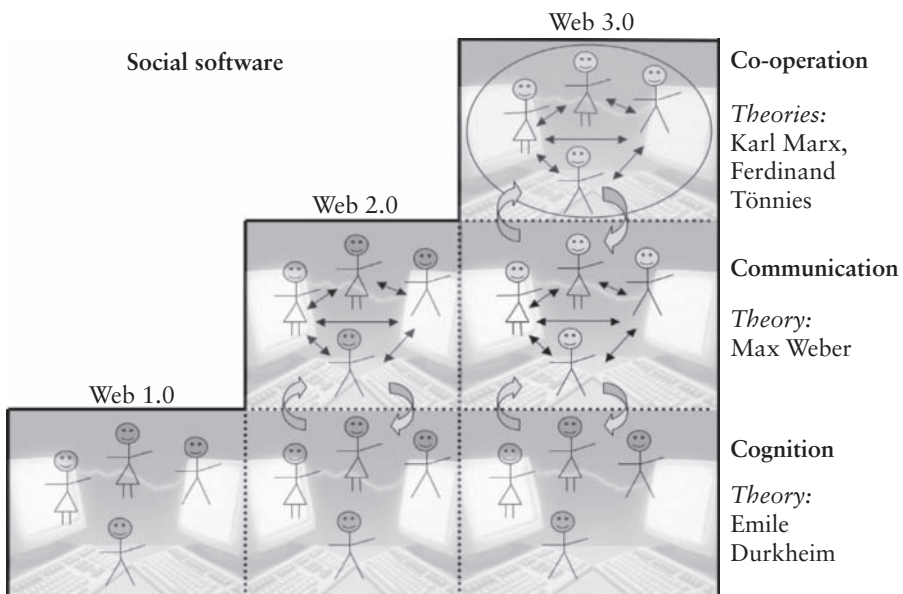 Web 3.0
Social software
Co-operation
Theories:
Karl Marx,
Ferdinand
Tönnies
Web 2.0
Communication
Theory:
Max Weber
Web 1.0
Cognition
Theory:
Emile
Durkheim